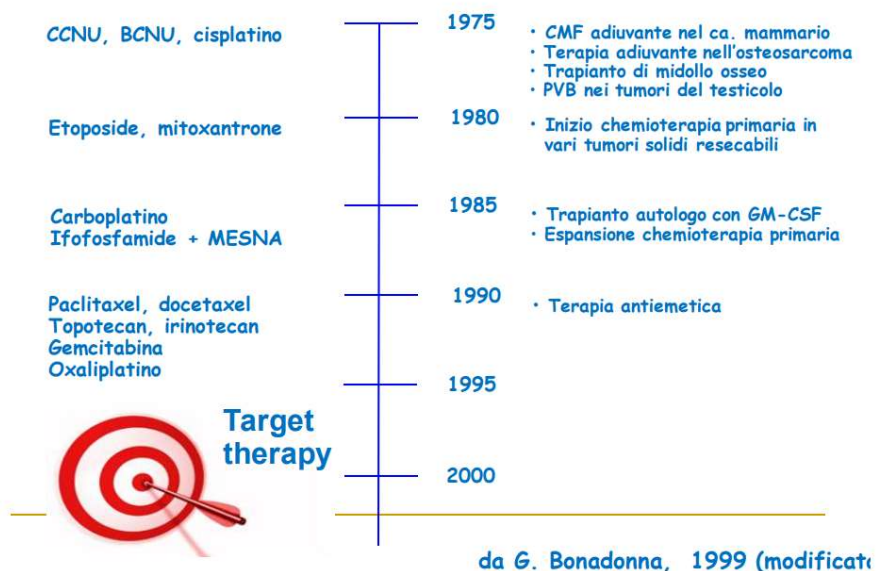 CCNU, BCNU, cisplatino
1975
• CMF adiuvante nel ca. mammario
• Terapia adiuvante nell'osteosarcoma
• Trapianto di midollo osseo
• PVB nei tumori del testicolo
Etoposide, mitoxantrone
1980
• Inizio chemioterapia primaria in
vari tumori solidi resecabili
Carboplatino
Ifofosfamide + MESNA
1985
• Trapianto autologo con GM-CSF
• Espansione chemioterapia primaria
Paclitaxel, docetaxel
Topotecan, irinotecan
Gemcitabina
Oxaliplatino
1990
• Terapia antiemetica
1995
Target
therapy
2000
da G. Bonadonna, 1999 (modificato